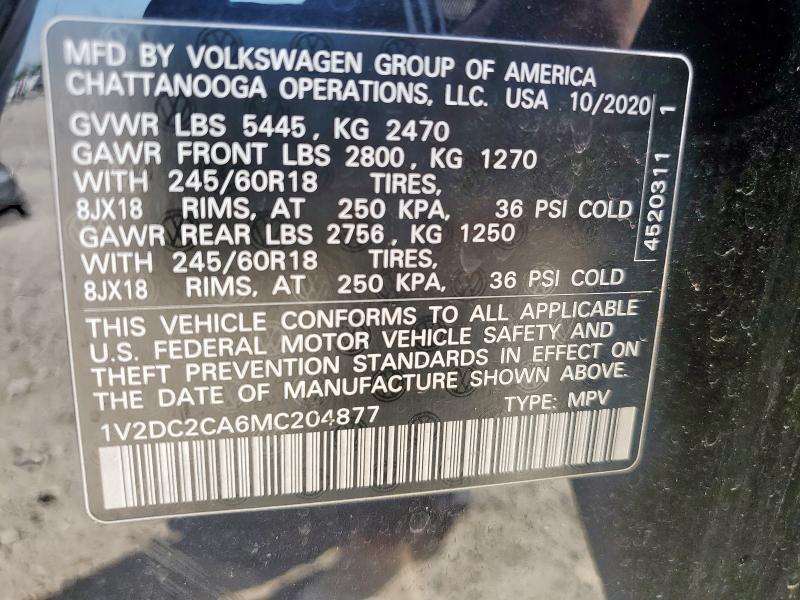 MFD BY VOLKSWAGEN GROUP OF AMERICA
CHATTANOOGA OPERATIONS, LLC. USA 10/2020
GVWR LBS 5445, KG 2470
GAWR FRONT LBS 2800, KG 1270
WITH 245/60R18 TIRES,
8JX18 RIMS, AT 250 KPA, 36 PSI COLD
GAWR REAR LBS 2756, KG 1250
WITH 245/60R18 TIRES,
8JX18 RIMS, AT 250 KPA, 36 PSI COLD
4520311 1
THIS VEHICLE CONFORMS TO ALL APPLICABLE
U.S. FEDERAL MOTOR VEHICLE SAFETY AND
THEFT PREVENTION STANDARDS IN EFFECT ON
THE DATE OF MANUFACTURE SHOWN ABOVE.
1V2DC2CA6MC204877 TYPE: MPV